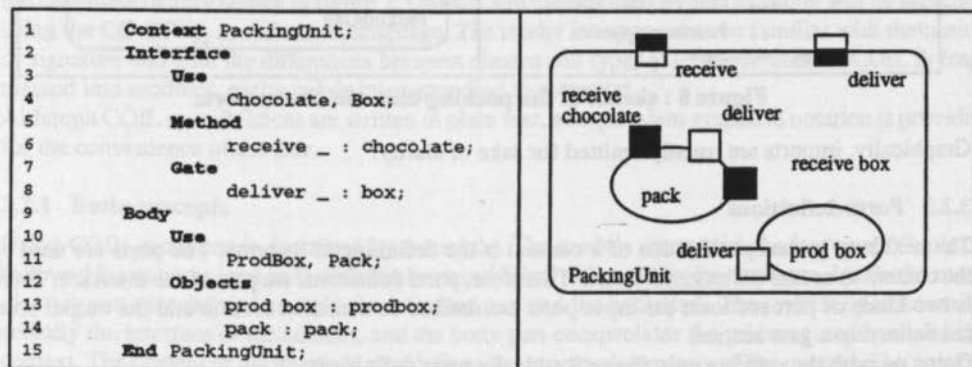 1 Context PackingUnit;
2 Interface
3 Use
4 Chocolate, Box;
5 Method
6 receive _ : chocolate;
7 Gate
8 deliver _ : box;
9 Body
10 Use
11 ProdBox, Pack;
12 Objects
13 prod box : prodbox;
14 pack : pack;
15 End PackingUnit;
receive
deliver
receive
chocolate
deliver
receive box
pack
deliver
prod box
PackingUnit